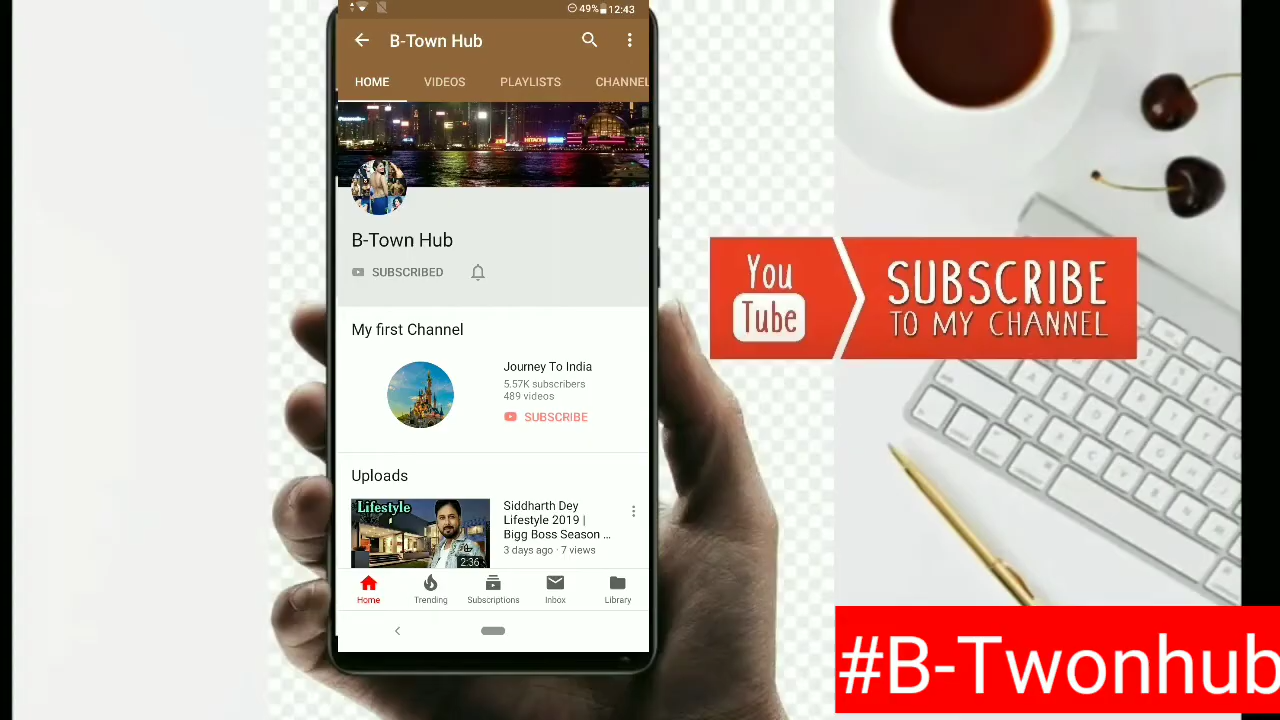 49% 12:43
B-Town Hub
HOME VIDEOS PLAYLISTS CHANNEL
HITACHI
B-Town Hub
SUBSCRIBED
My first Channel
Journey To India
5.57K subscribers
489 videos
SUBSCRIBE
Uploads
Lifestyle
2:36
Siddharth Dey
Lifestyle 2019 |
Bigg Boss Season ...
3 days ago · 7 views
Home Trending Subscriptions Inbox Library
You
Tube
SUBSCRIBE
TO MY CHANNEL
#B-Twonhub